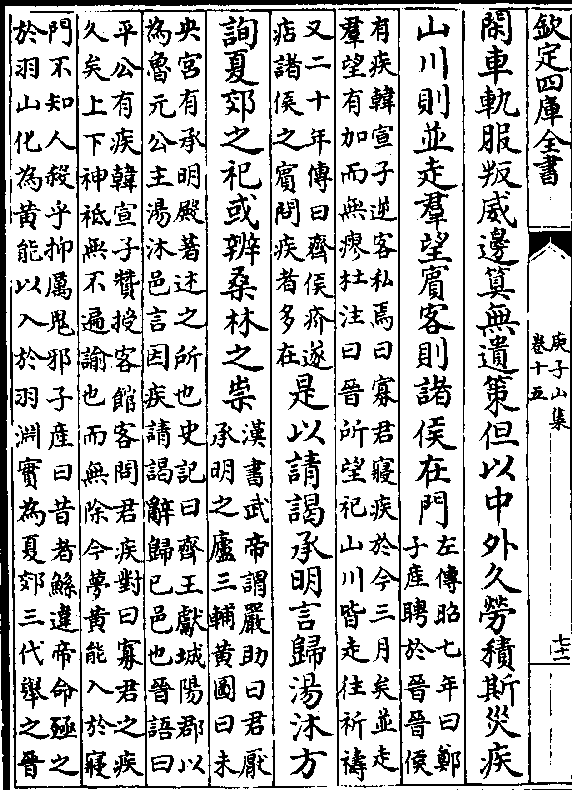 欽定四庫全書
庾子山集
卷十五
七十一
閑車軌服叛威邊筭無遺策但以中外久勞積斯災疾
山川則並走羣望賓客則諸侯在門
左傳昭七年曰鄭
子産聘於晉晉侯
有疾韓宣子逆客私焉曰寡君寢疾於今三月矣並走
羣望有加而無瘳杜注曰晉所望祀山川皆走往祈禱
又二十年傳曰齊侯疥遂
痁諸侯之賓問疾者多在
是以請謁承明言歸湯沐方
詢夏郊之祀或辨桑林之祟
漢書武帝謂嚴助曰君厭
承明之廬三輔黃圖曰未
央宮有承明殿著述之所也史記曰齊王獻城陽郡以
為魯元公主湯沐邑言因疾請謁辭歸已邑也晉語曰
平公有疾韓宣子贊授客館客問君疾對曰寡君之疾
久矣上下神祗無不遍諭也而無除今夢黃能入於寢
門不知人殺乎抑厲鬼邪子産曰昔者鯀違帝命殛之
於羽山化為黃能以入於羽淵實為夏郊三代舉之晉